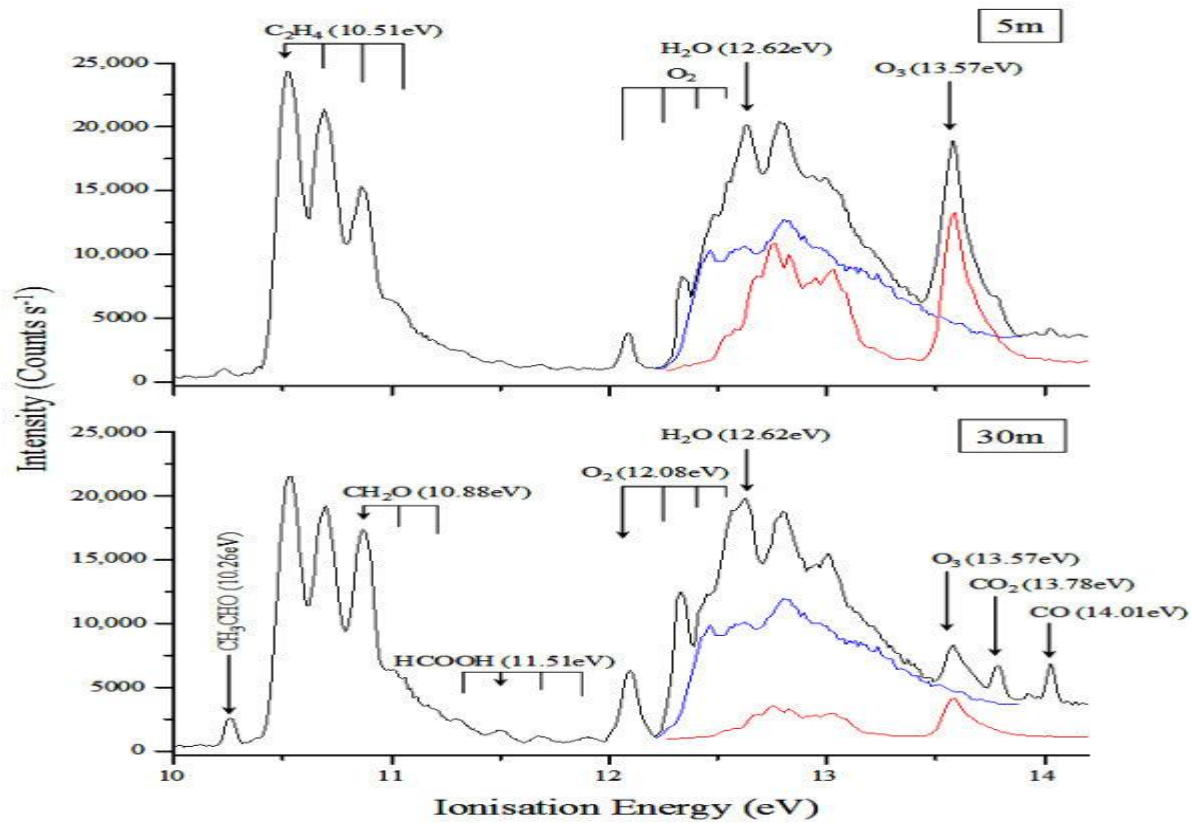 5m
C₂H₄ (10.51eV)
H₂O (12.62eV)
O₂
O₃ (13.57eV)
25,000
20,000
15,000
10,000
5000
0
30m
H₂O (12.62eV)
O₂ (12.08eV)
CH₂O (10.88eV)
CH₃CHO (10.26eV)
HCOOH (11.51eV)
O₃ (13.57eV)
CO₂ (13.78eV)
CO (14.01eV)
25,000
20,000
15,000
10,000
5000
0
Intensity (Counts s⁻¹)
10 11 12 13 14
Ionisation Energy (eV)